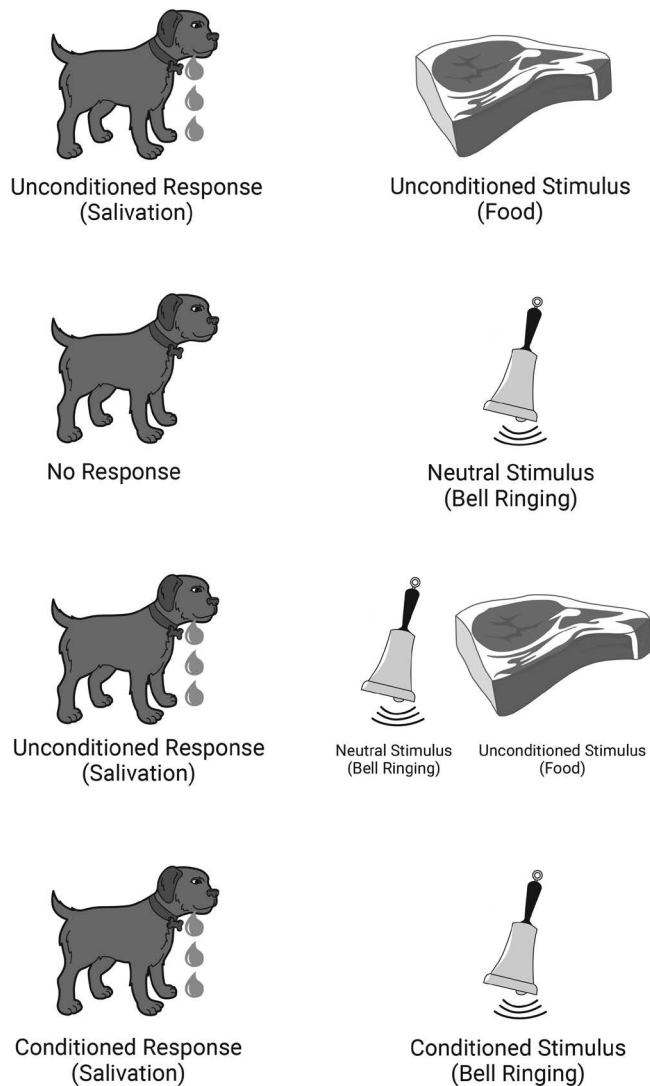 Unconditioned Response
(Salivation)
Unconditioned Stimulus
(Food)
No Response
Neutral Stimulus
(Bell Ringing)
Unconditioned Response
(Salivation)
Neutral Stimulus
(Bell Ringing)
Unconditioned Stimulus
(Food)
Conditioned Response
(Salivation)
Conditioned Stimulus
(Bell Ringing)